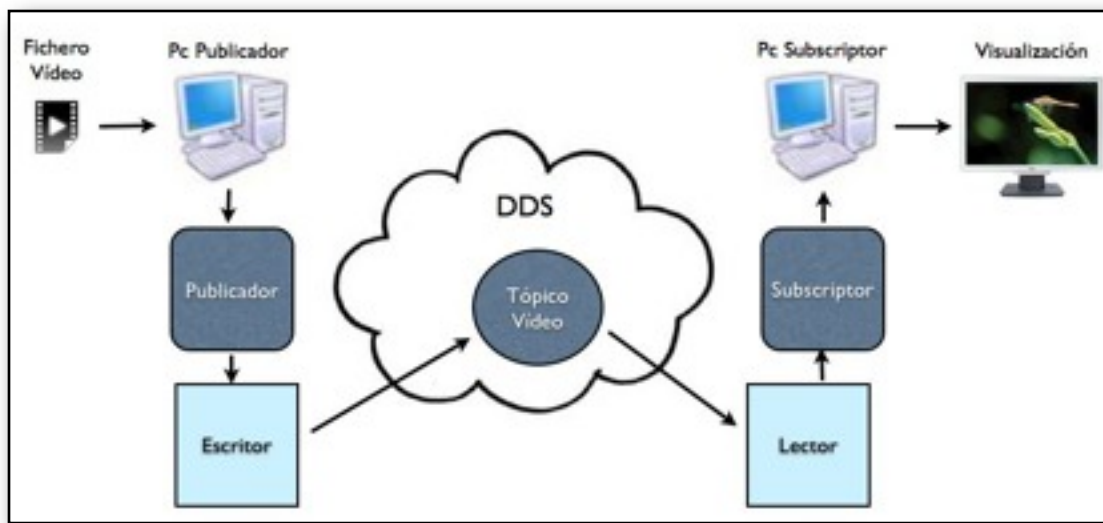 Fichero
Vídeo
Pc Publicador
Pc Subscriptor
Visualización
DDS
Publicador
Tópico
Vídeo
Subscriptor
Escritor
Lector